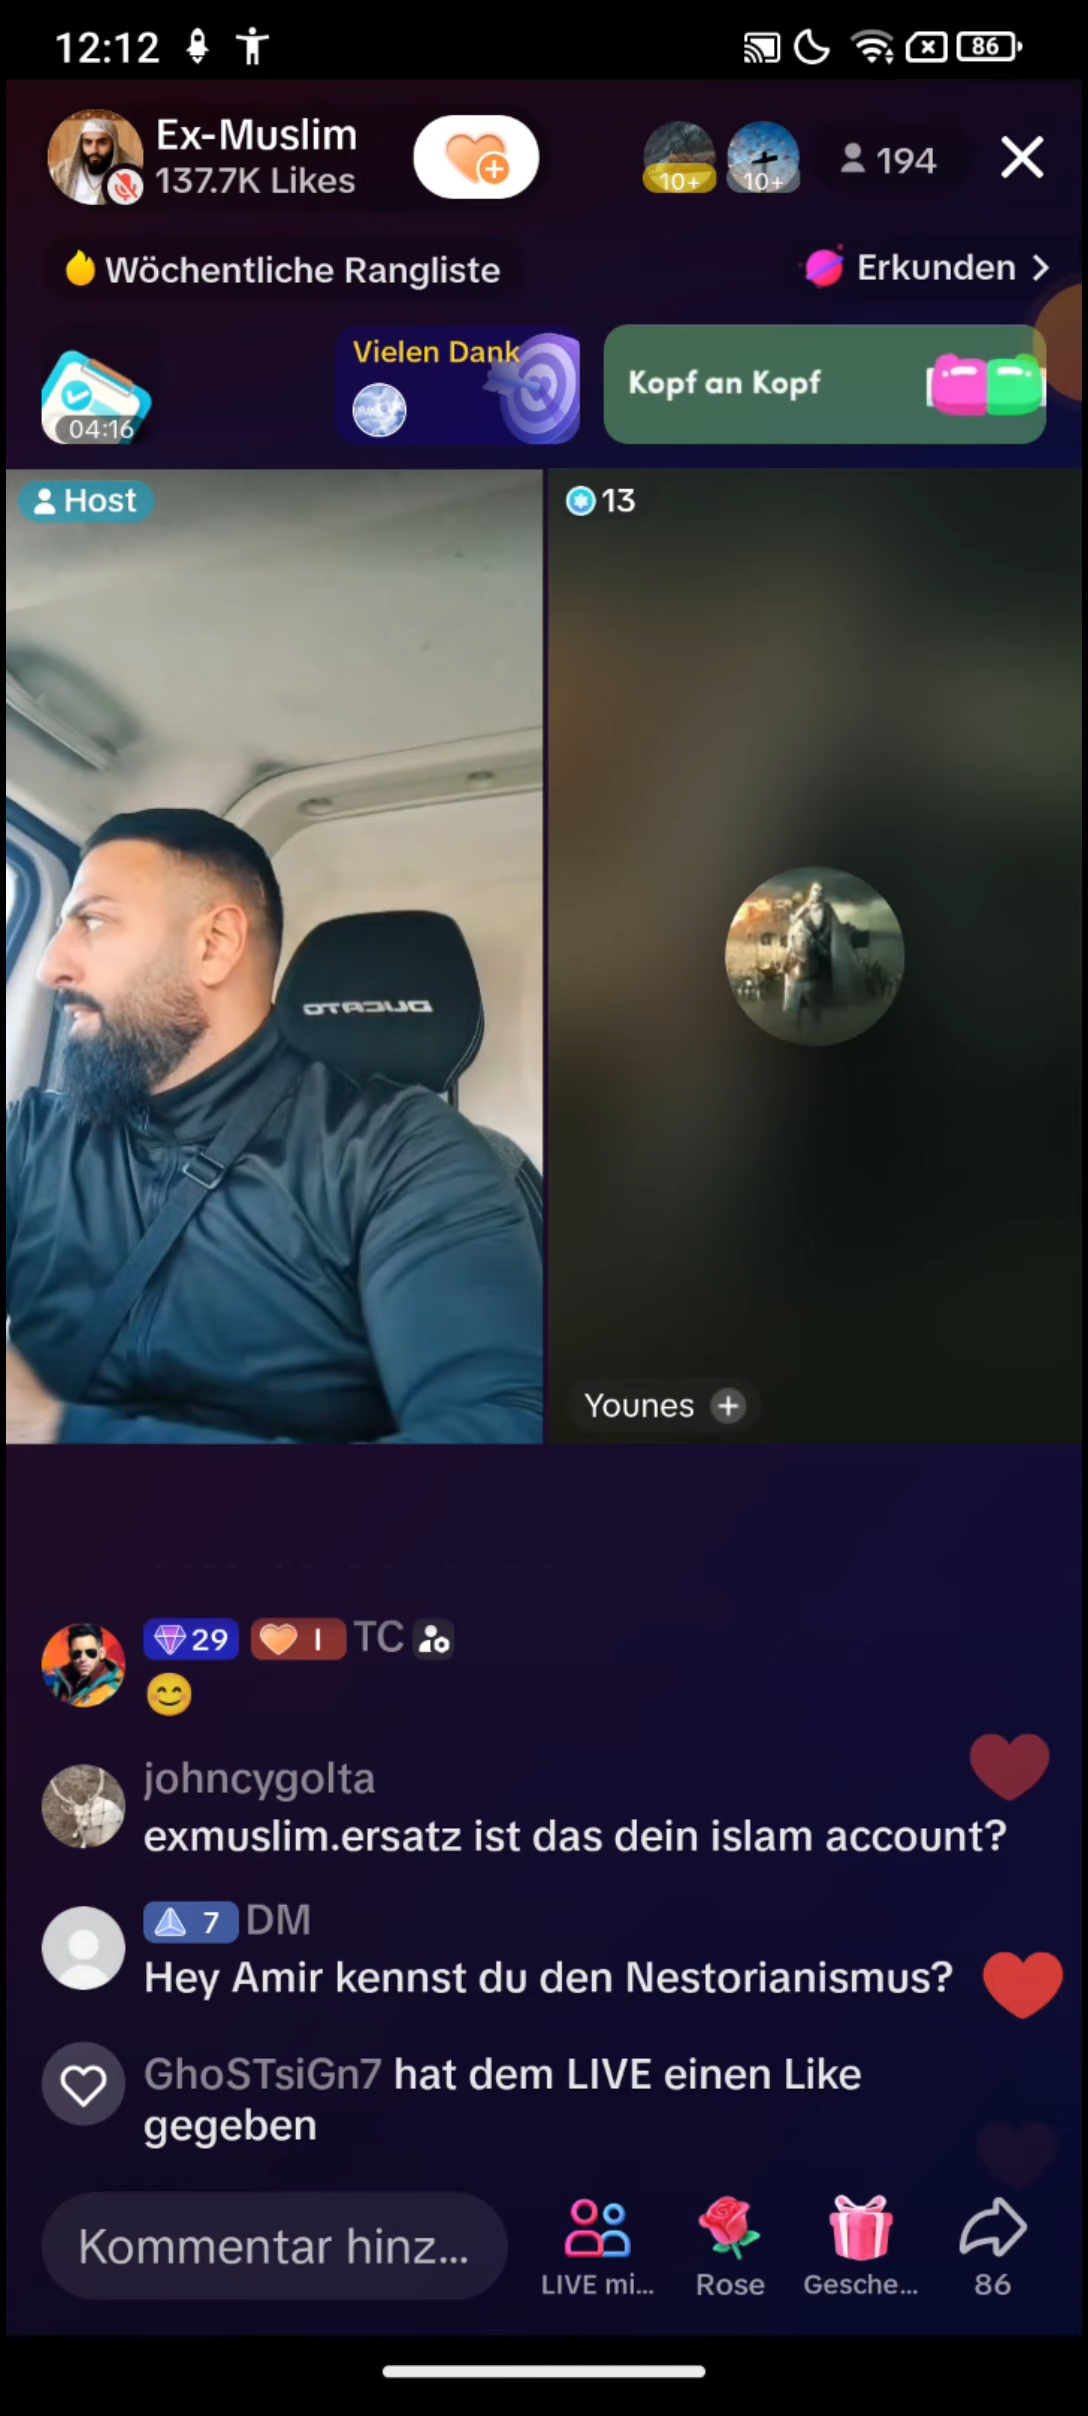 12:12
86
Ex-Muslim
137.7K Likes
10+
10+
194
Wöchentliche Rangliste
Erkunden
04:16
Vielen Dank
Kopf an Kopf
Host
13
DUCATO
Younes
29
I
TC
😊
johncygolta
exmuslim.ersatz ist das dein islam account?
7
DM
Hey Amir kennst du den Nestorianismus?
GhoSTsiGn7 hat dem LIVE einen Like
gegeben
Kommentar hinz...
LIVE mi...
Rose
Gesche...
86